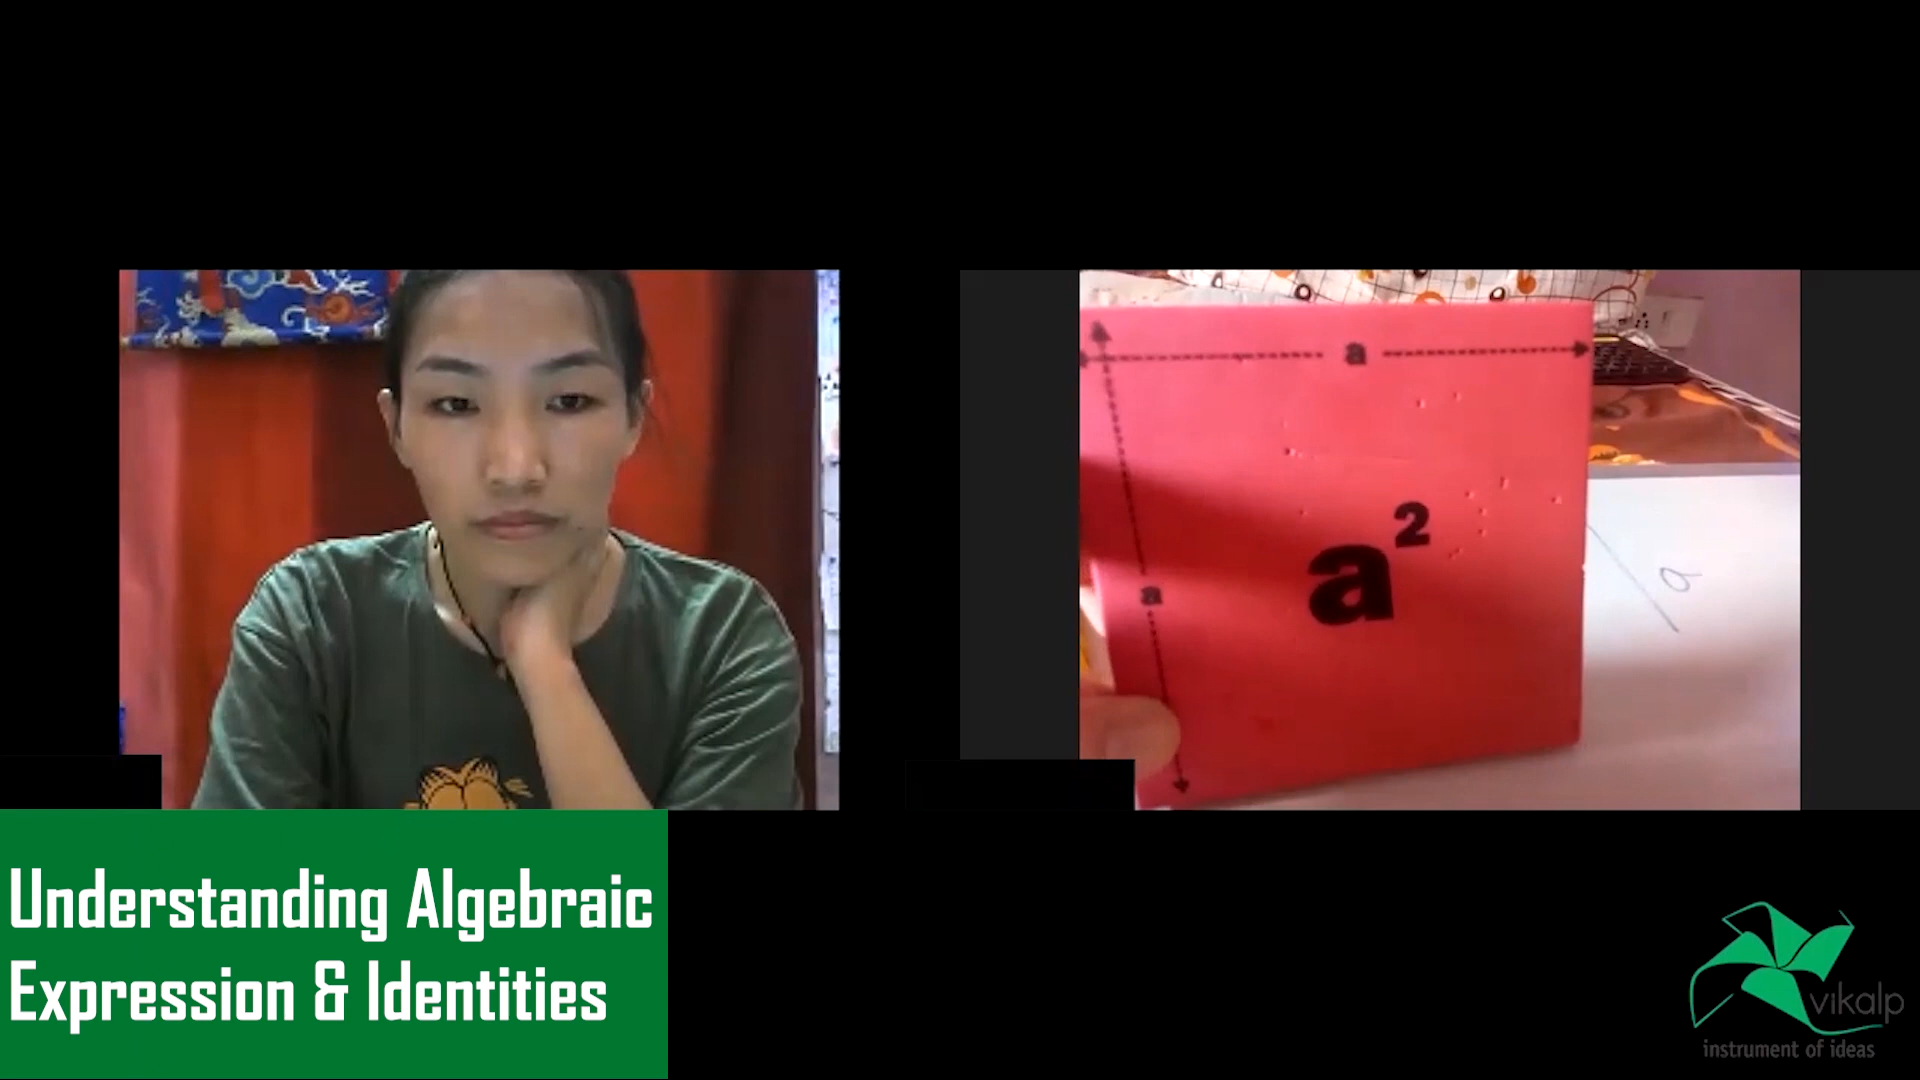 a
a²
a
a
Understanding Algebraic
Expression & Identities
vikalp
instrument of ideas